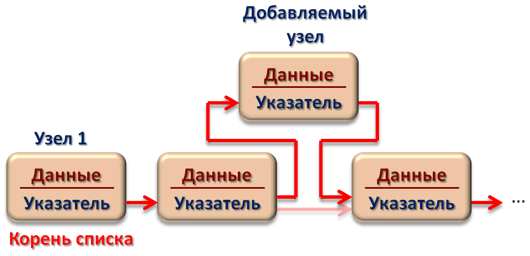 Добавляемый
узел
Данные
Указатель
Узел 1
Данные
Указатель
Данные
Указатель
Данные
Указатель
...
Корень списка